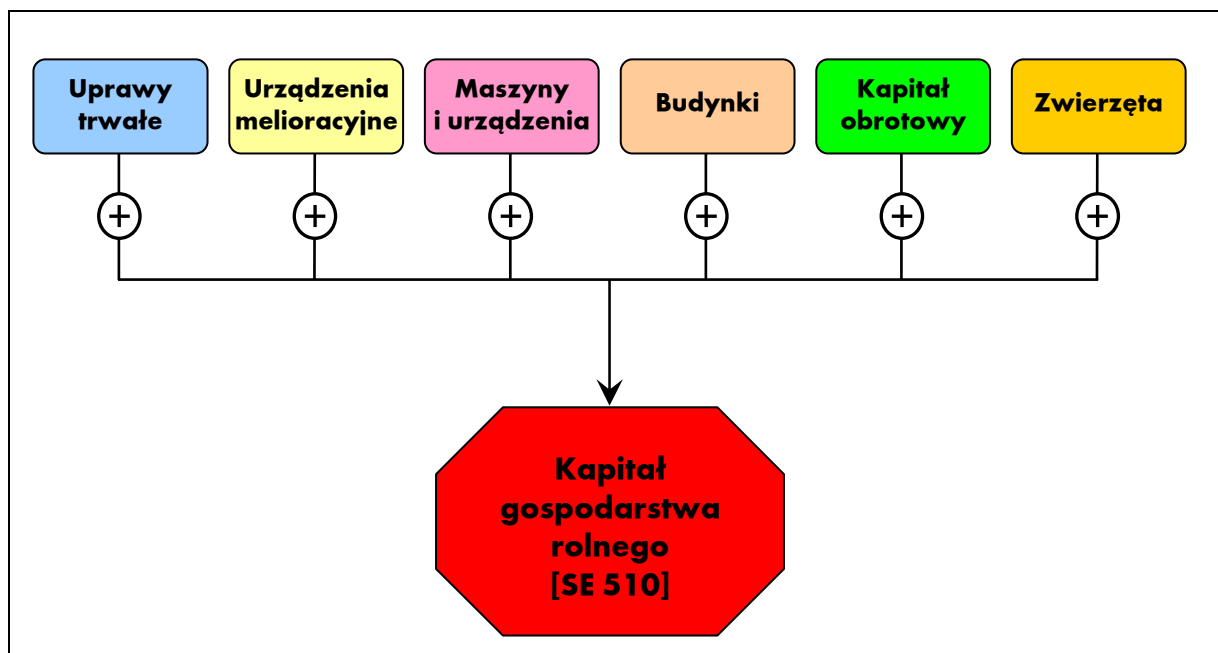 Uprawy
trwałe
Urządzenia
melioracyjne
Maszyny
i urządzenia
Budynki
Kapitał
obrotowy
Zwierzęta
+
+
+
+
+
+
Kapitał
gospodarstwa
rolnego
[SE 510]